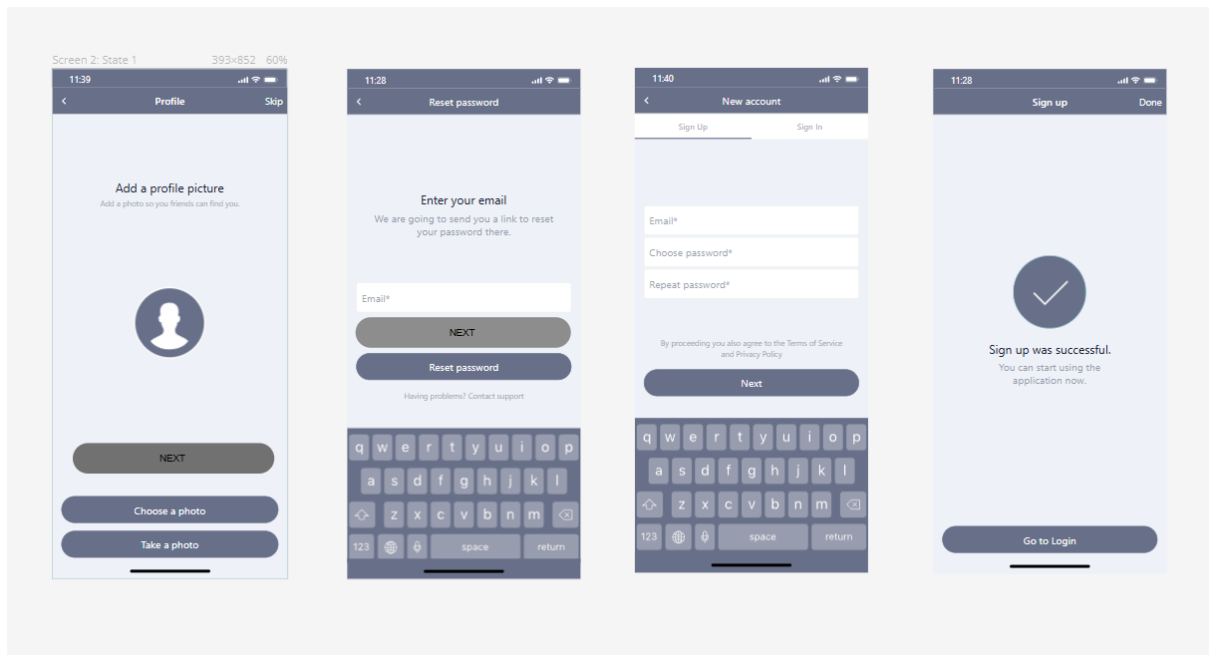 Screen 2: State 1 393×852 60%
11:39
Profile Skip
Add a profile picture
Add a photo so you friends can find you.
NEXT
Choose a photo
Take a photo
11:28
Reset password
Enter your email
We are going to send you a link to reset
your password there.
Email*
NEXT
Reset password
Having problems? Contact support
q w e r t y u i o p
a s d f g h j k l
z x c v b n m
123 space return
11:40
New account
Sign Up Sign In
Email*
Choose password*
Repeat password*
By proceeding you also agree to the Terms of Service
and Privacy Policy
Next
q w e r t y u i o p
a s d f g h j k l
z x c v b n m
123 space return
11:28
Sign up Done
Sign up was successful.
You can start using the
application now.
Go to Login